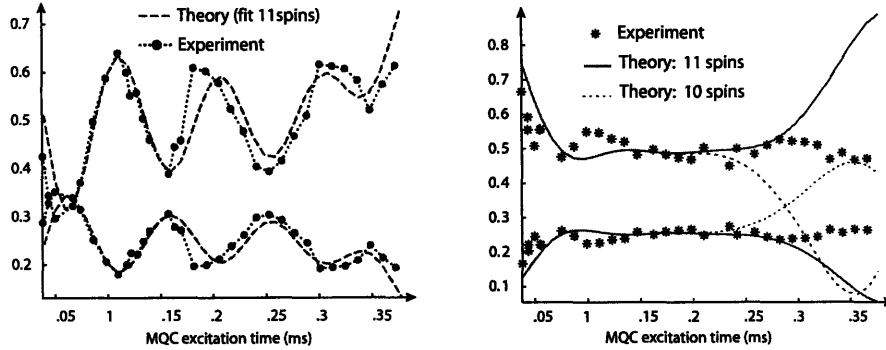 Theory (fit 11spins)
Experiment
0.7
0.6
0.5
0.4
0.3
0.2
.05 1 .15 .2 .25 .3 .35
MQC excitation time (ms)
Experiment
Theory: 11 spins
Theory: 10 spins
0.8
0.7
0.6
0.5
0.4
0.3
0.2
0.1
.05 1 .15 .2 .25 .3 .35
MQC excitation time (ms)